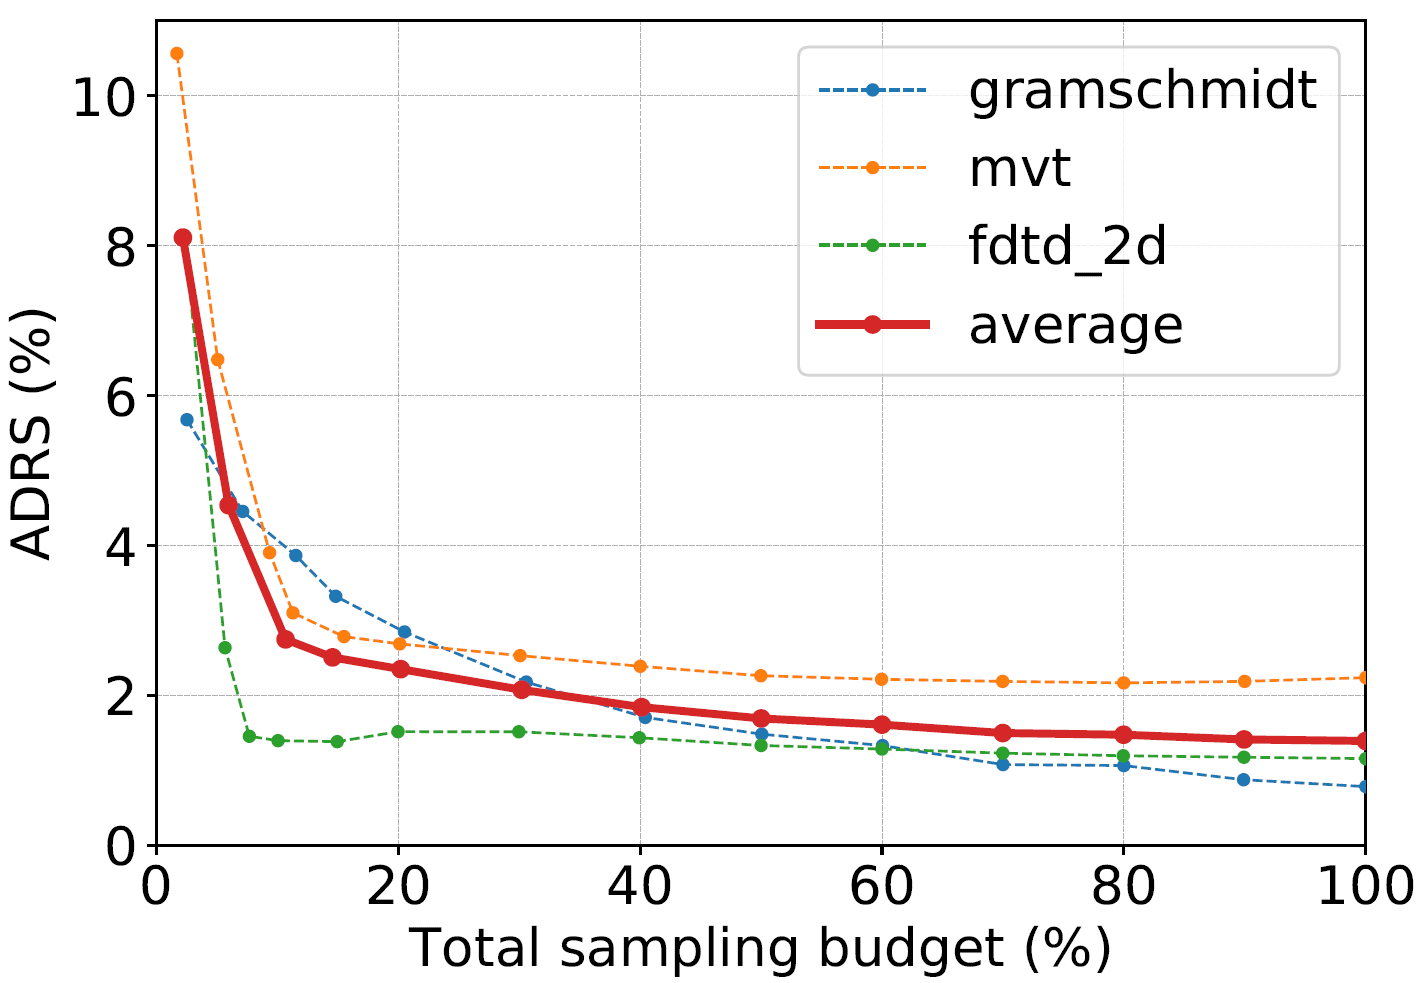 ADRS (%)
10
8
6
4
2
0
gramschmidt
mvt
fdtd_2d
average
0 20 40 60 80 100
Total sampling budget (%)